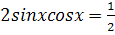 2sinxcosx = 1/2